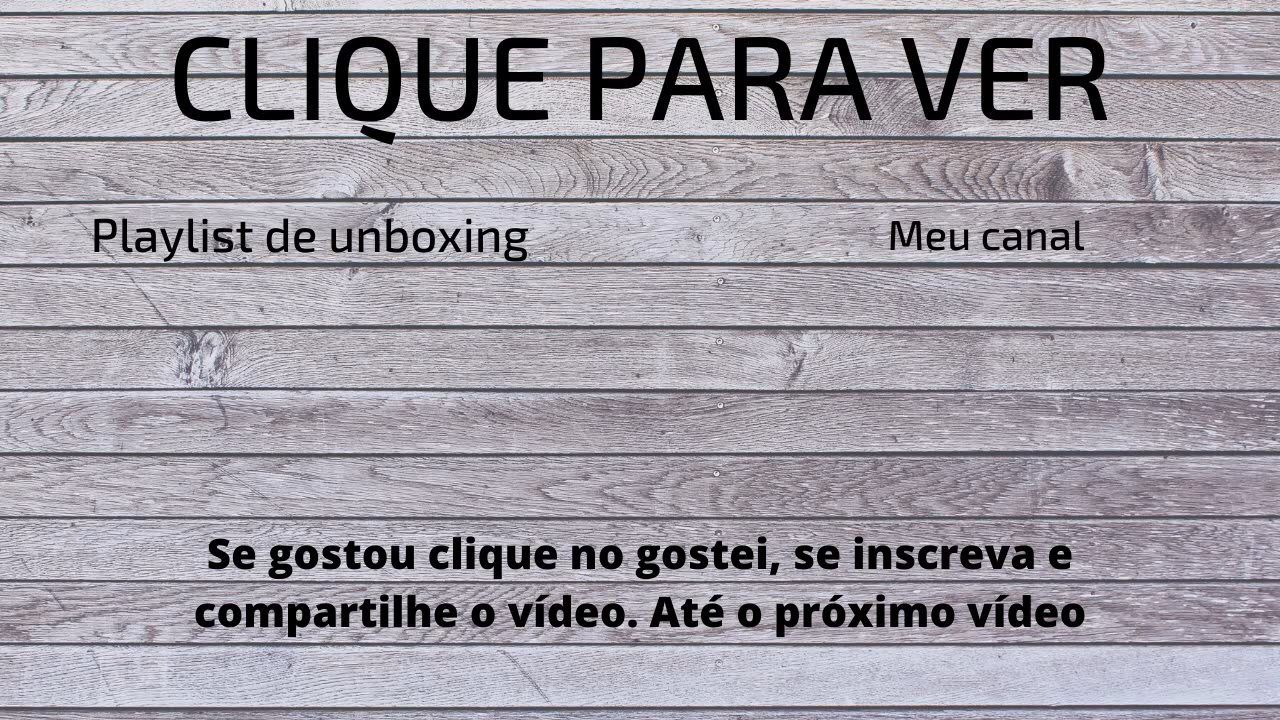 CLIQUE PARA VER
Playlist de unboxing
Meu canal
Se gostou clique no gostei, se inscreva e
compartilhe o vídeo. Até o próximo vídeo